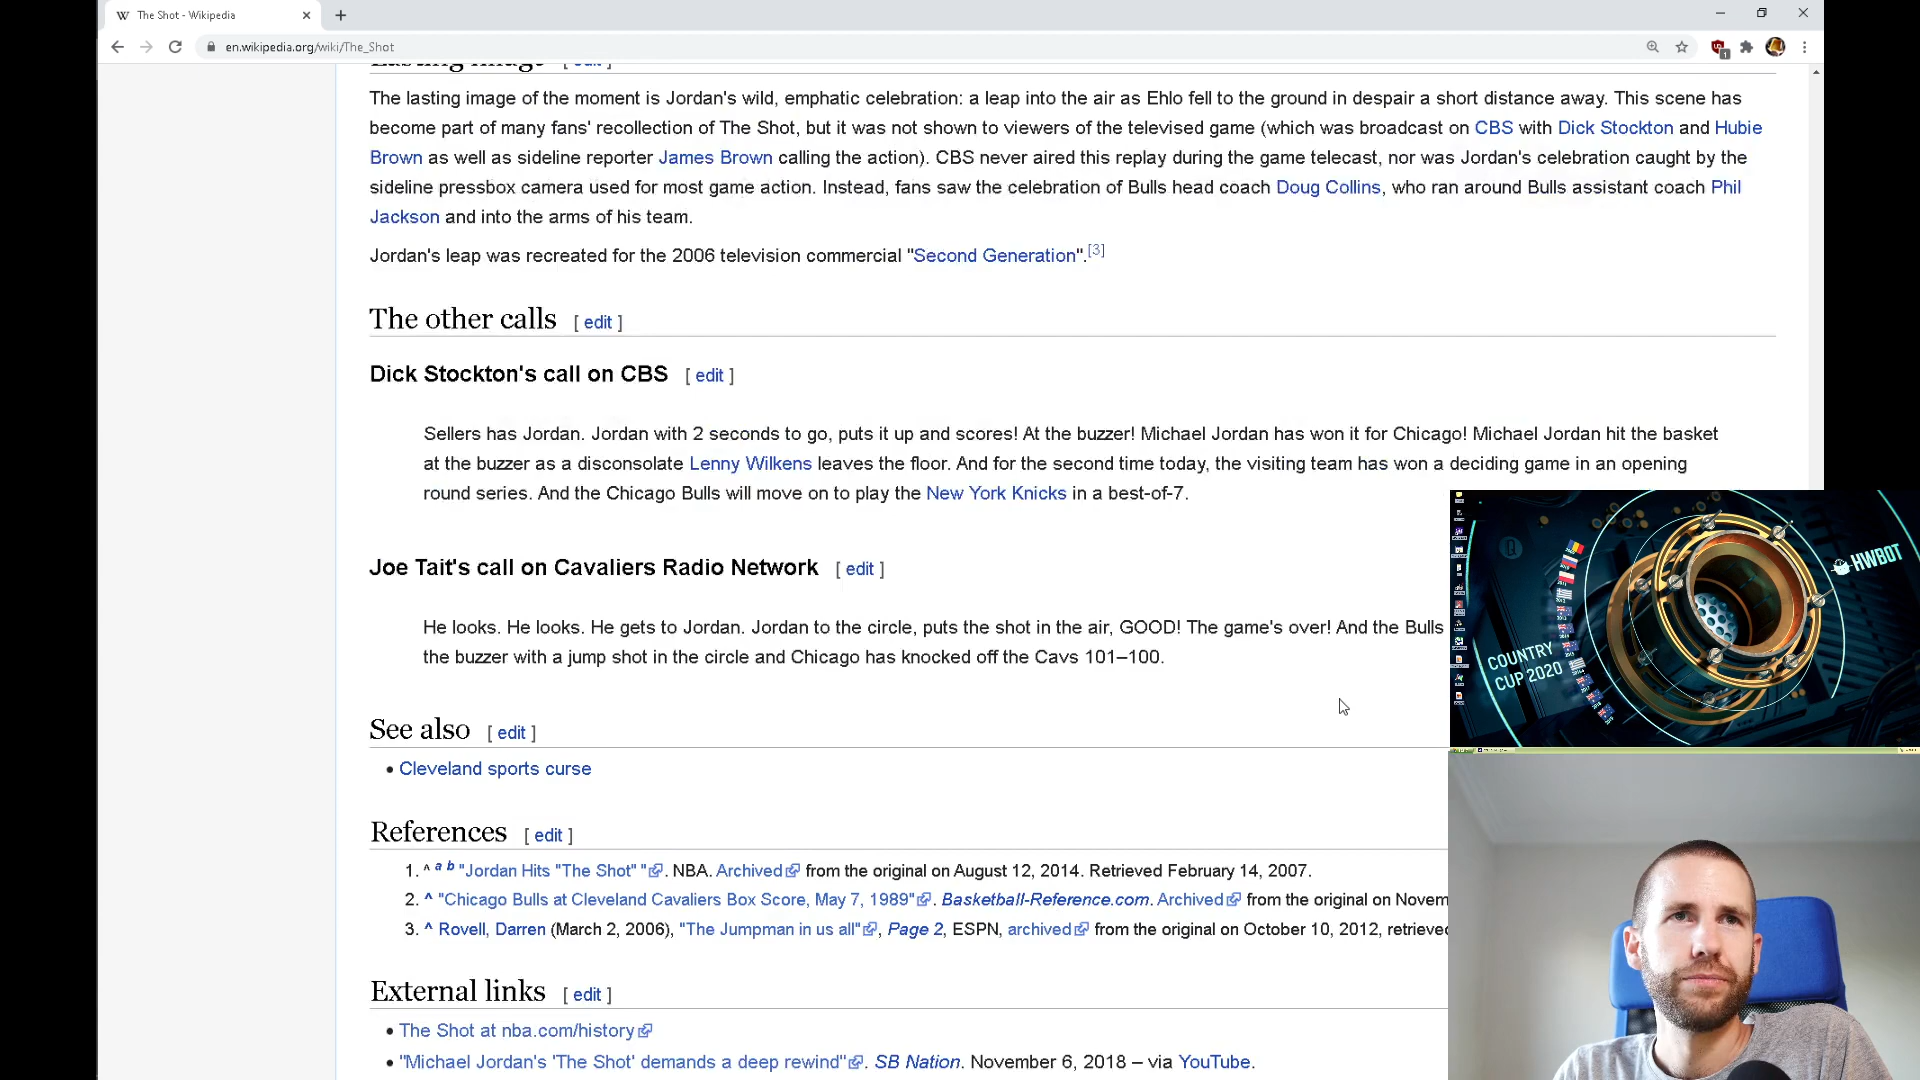 The Shot - Wikipedia
en.wikipedia.org/wiki/The_Shot
1
Lasting image [ edit ]
The lasting image of the moment is Jordan's wild, emphatic celebration: a leap into the air as Ehlo fell to the ground in despair a short distance away. This scene has
become part of many fans' recollection of The Shot, but it was not shown to viewers of the televised game (which was broadcast on CBS with Dick Stockton and Hubie
Brown as well as sideline reporter James Brown calling the action). CBS never aired this replay during the game telecast, nor was Jordan's celebration caught by the
sideline pressbox camera used for most game action. Instead, fans saw the celebration of Bulls head coach Doug Collins, who ran around Bulls assistant coach Phil
Jackson and into the arms of his team.
Jordan's leap was recreated for the 2006 television commercial "Second Generation".[3]
The other calls [ edit ]
Dick Stockton's call on CBS [ edit ]
Sellers has Jordan. Jordan with 2 seconds to go, puts it up and scores! At the buzzer! Michael Jordan has won it for Chicago! Michael Jordan hit the basket
at the buzzer as a disconsolate Lenny Wilkens leaves the floor. And for the second time today, the visiting team has won a deciding game in an opening
round series. And the Chicago Bulls will move on to play the New York Knicks in a best-of-7.
Joe Tait's call on Cavaliers Radio Network [ edit ]
He looks. He looks. He gets to Jordan. Jordan to the circle, puts the shot in the air, GOOD! The game's over! And the Bulls
the buzzer with a jump shot in the circle and Chicago has knocked off the Cavs 101–100.
See also [ edit ]
• Cleveland sports curse
References [ edit ]
1. ^ a b "Jordan Hits "The Shot" ". NBA. Archived from the original on August 12, 2014. Retrieved February 14, 2007.
2. ^ "Chicago Bulls at Cleveland Cavaliers Box Score, May 7, 1989". Basketball-Reference.com. Archived from the original on Novem
3. ^ Rovell, Darren (March 2, 2006), "The Jumpman in us all", Page 2, ESPN, archived from the original on October 10, 2012, retrieve
External links [ edit ]
• The Shot at nba.com/history
• "Michael Jordan's 'The Shot' demands a deep rewind". SB Nation. November 6, 2018 – via YouTube.
HWBOT
COUNTRY
CUP 2020